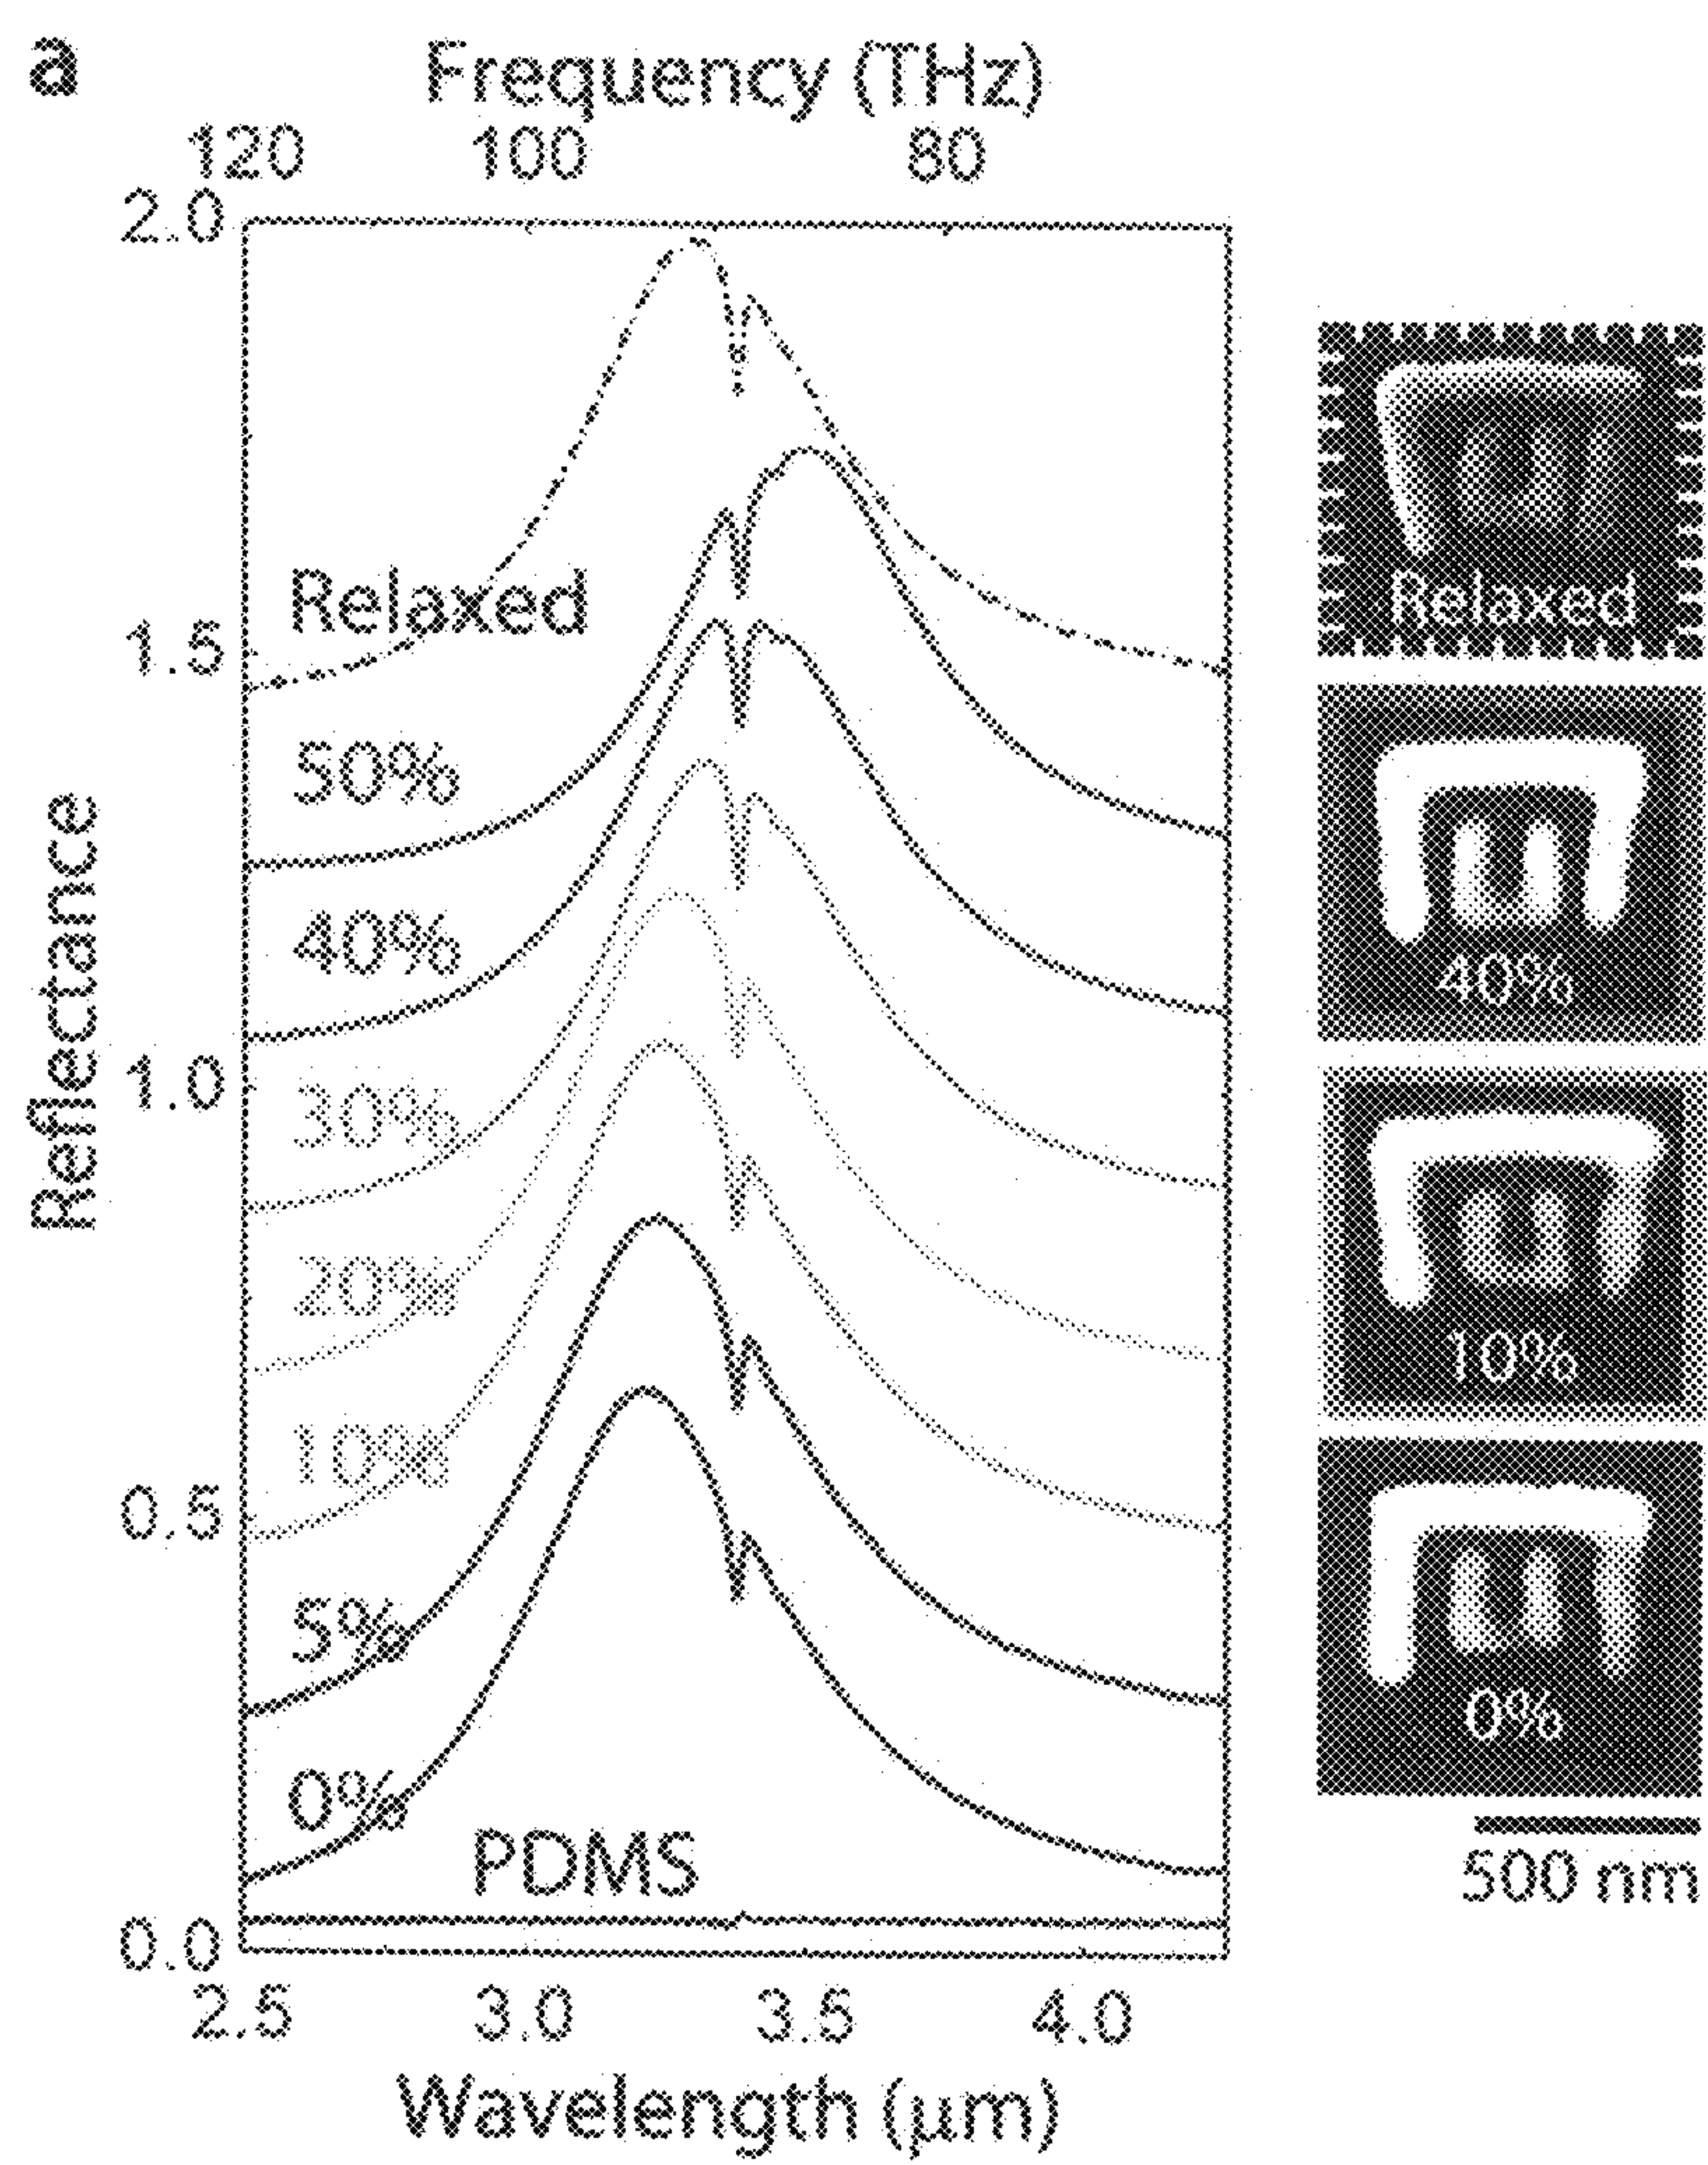 a
Frequency (THz)
120 100 80
2.0
1.5
1.0
0.5
0.0
Reflectance
Relaxed
50%
40%
30%
20%
10%
5%
0%
PDMS
2.5 3.0 3.5 4.0
Wavelength (μm)
Relaxed
40%
10%
0%
500 nm